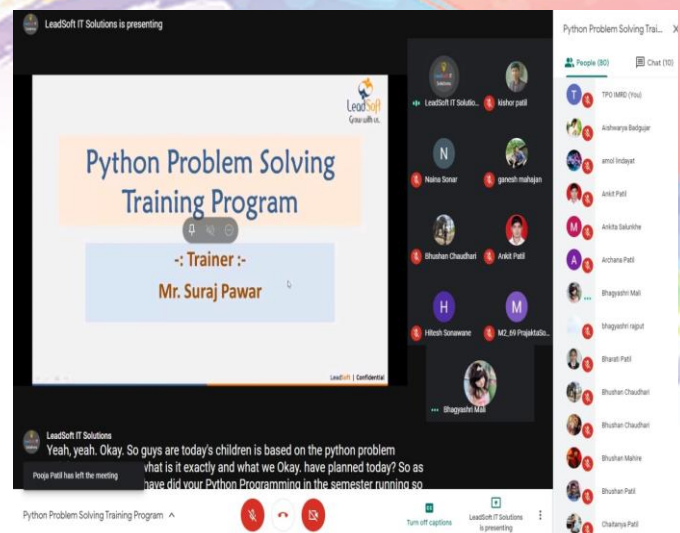 LeadSoft IT Solutions is presenting
LeadSoft
Grow with us.
Python Problem Solving
Training Program
-: Trainer :-
Mr. Suraj Pawar
LeadSoft | Confidential
LeadSoft IT Solutio...
kishor patil
N
Naina Sonar
ganesh mahajan
Bhushan Chaudhari
Ankit Patil
H
Hitesh Sonawane
M
M2_69 PrajaktaSo...
Bhagyashri Mali
LeadSoft IT Solutions
Yeah, yeah. Okay. So guys are today's children is based on the python problem
what is it exactly and what we Okay. have planned today? So as
have did your Python Programming in the semester running so
Pooja Patil has left the meeting
Python Problem Solving Training Program
Turn off captions
LeadSoft IT Solutions
is presenting
Python Problem Solving Trai... X
People (80)
Chat (10)
T
TPO IMRD (You)
Aishwarya Badgujar
amol lindayat
Ankit Patil
M
Ankita Salunkhe
A
Archana Patil
Bhagyashri Mali
bhagyashri rajput
Bharati Patil
Bhushan Chaudhari
Bhushan Chaudhari
Bhushan Mahire
Bhushan Patil
Chaitanya Patil